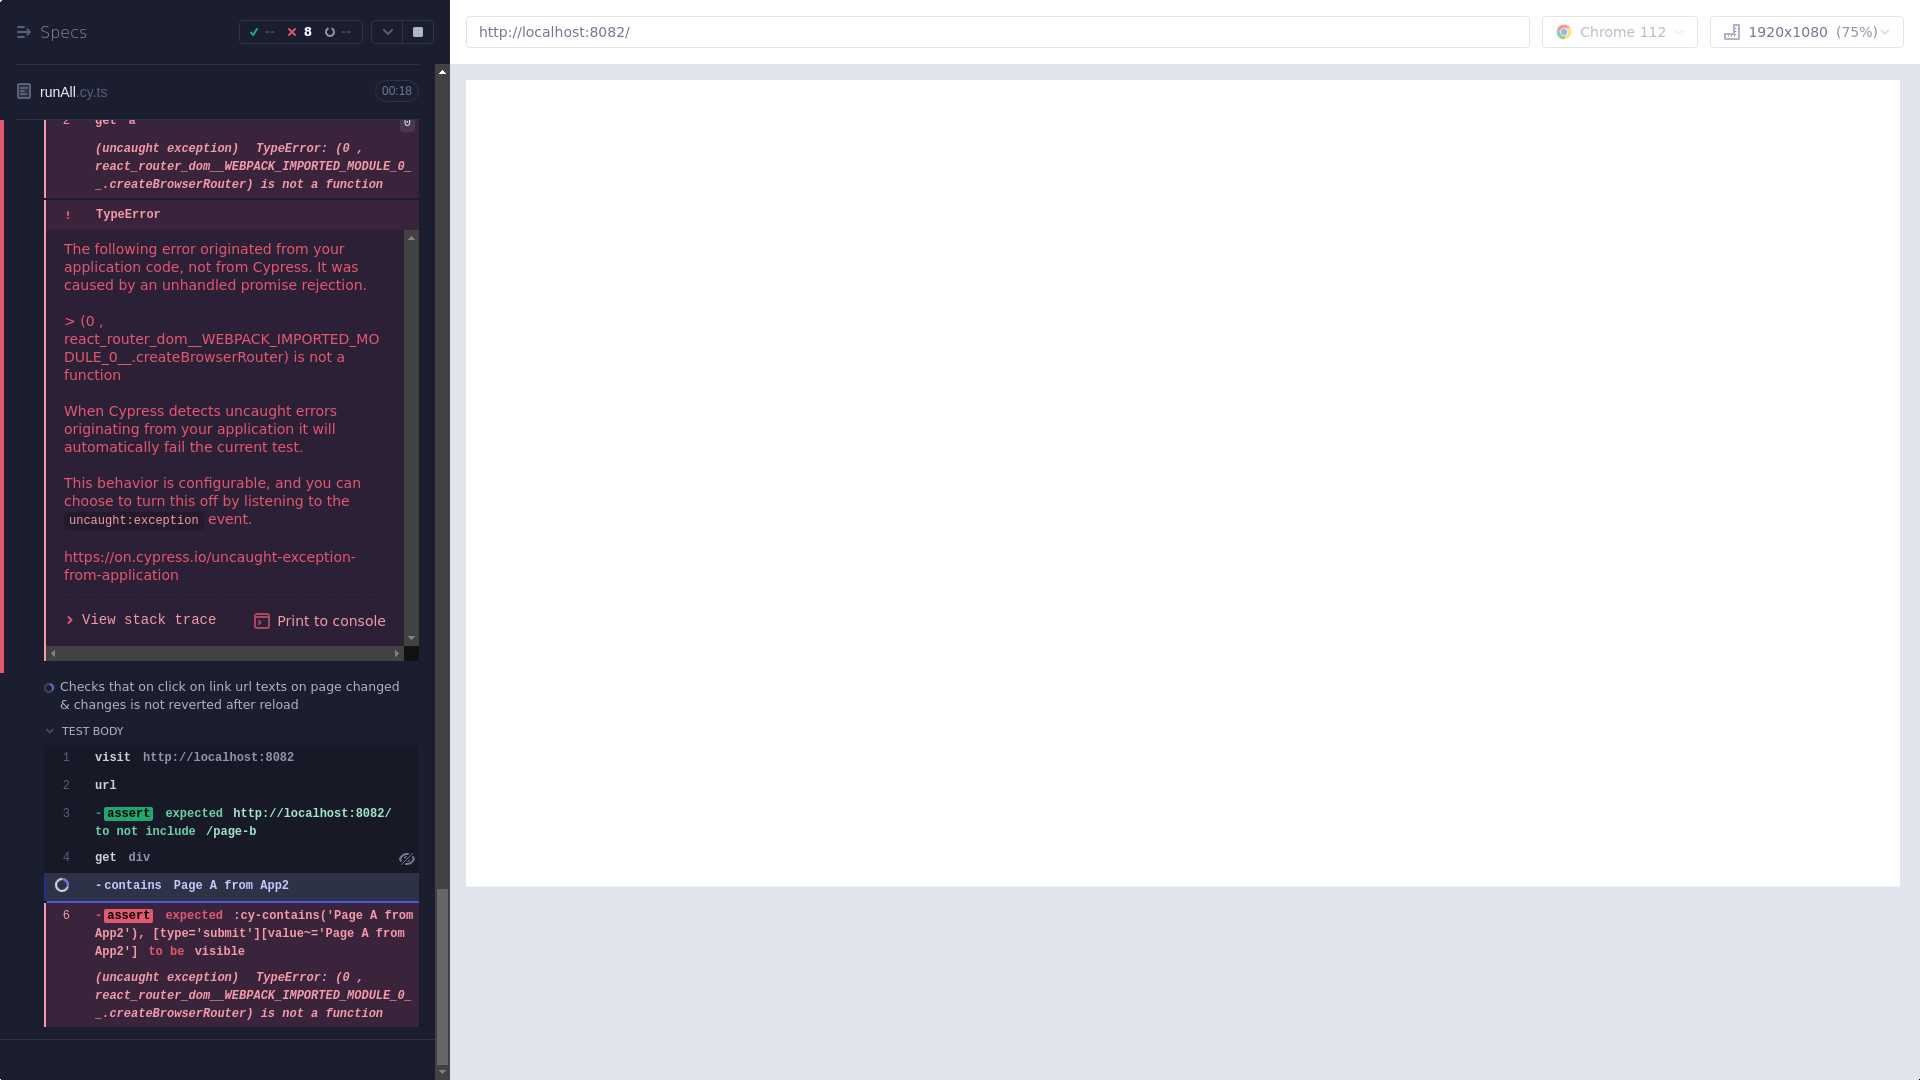 Specs
-- 8 --
runAll.cy.ts
00:18
2 get a 0
(uncaught exception) TypeError: (0 ,
react_router_dom__WEBPACK_IMPORTED_MODULE_0_
_.createBrowserRouter) is not a function
! TypeError
The following error originated from your
application code, not from Cypress. It was
caused by an unhandled promise rejection.
> (0 ,
react_router_dom__WEBPACK_IMPORTED_MO
DULE_0__.createBrowserRouter) is not a
function
When Cypress detects uncaught errors
originating from your application it will
automatically fail the current test.
This behavior is configurable, and you can
choose to turn this off by listening to the
uncaught:exception event.
https://on.cypress.io/uncaught-exception-
from-application
View stack trace
Print to console
Checks that on click on link url texts on page changed
& changes is not reverted after reload
TEST BODY
1 visit http://localhost:8082
2 url
3 -assert expected http://localhost:8082/
to not include /page-b
4 get div
-contains Page A from App2
6 -assert expected :cy-contains('Page A from
App2'), [type='submit'][value~='Page A from
App2'] to be visible
(uncaught exception) TypeError: (0 ,
react_router_dom__WEBPACK_IMPORTED_MODULE_0_
_.createBrowserRouter) is not a function
http://localhost:8082/
Chrome 112
1920x1080 (75%)